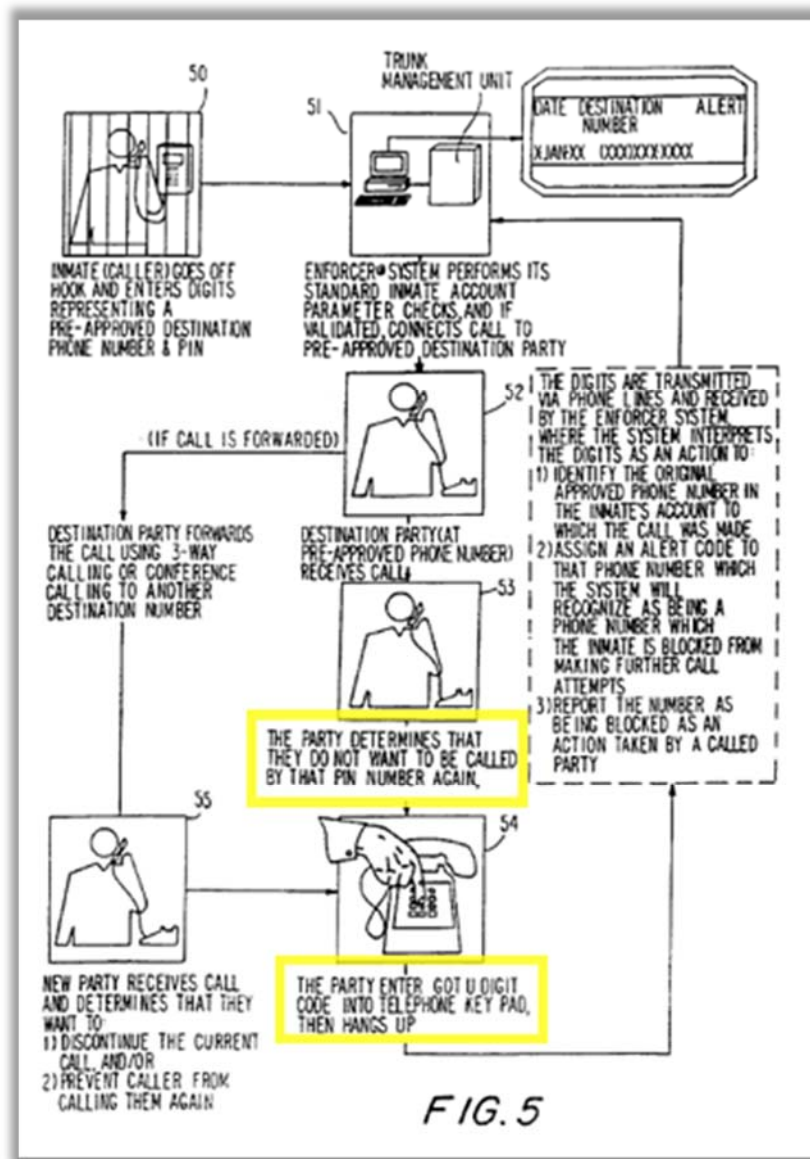 50
INMATE (CALLER) GOES OFF
HOOK AND ENTERS DIGITS
REPRESENTING A
PRE-APPROVED DESTINATION
PHONE NUMBER & PIN
51
TRUNK
MANAGEMENT UNIT
DATE DESTINATION ALERT
NUMBER
ENFORCER SYSTEM PERFORMS ITS
STANDARD INMATE ACCOUNT
PARAMETER CHECKS, AND IF
VALIDATED, CONNECTS CALL TO
PRE-APPROVED DESTINATION PARTY
52
(IF CALL IS FORWARDED)
DESTINATION PARTY FORWARDS
THE CALL USING 3-WAY
CALLING OR CONFERENCE
CALLING TO ANOTHER
DESTINATION NUMBER
DESTINATION PARTY (AT
PRE-APPROVED PHONE NUMBER)
RECEIVES CALL
53
THE PARTY DETERMINES THAT
THEY DO NOT WANT TO BE CALLED
BY THAT PIN NUMBER AGAIN,
54
THE PARTY ENTER GOT U DIGIT
CODE INTO TELEPHONE KEY PAD,
THEN HANGS UP
55
NEW PARTY RECEIVES CALL
AND DETERMINES THAT THEY
WANT TO:
1) DISCONTINUE THE CURRENT
CALL, AND/OR
2) PREVENT CALLER FROM
CALLING THEM AGAIN
THE DIGITS ARE TRANSMITTED
VIA PHONE LINES AND RECEIVED
BY THE ENFORCER SYSTEM
WHERE THE SYSTEM INTERPRETS
THE DIGITS AS AN ACTION TO:
1) IDENTIFY THE ORIGINAL
APPROVED PHONE NUMBER IN
THE INMATE'S ACCOUNT TO
WHICH THE CALL WAS MADE
2) ASSIGN AN ALERT CODE TO
THAT PHONE NUMBER WHICH
THE SYSTEM WILL
RECOGNIZE AS BEING A
PHONE NUMBER WHICH
THE INMATE IS BLOCKED FROM
MAKING FURTHER CALL
ATTEMPTS
3) REPORT THE NUMBER AS
BEING BLOCKED AS AN
ACTION TAKEN BY A CALLED
PARTY
FIG. 5